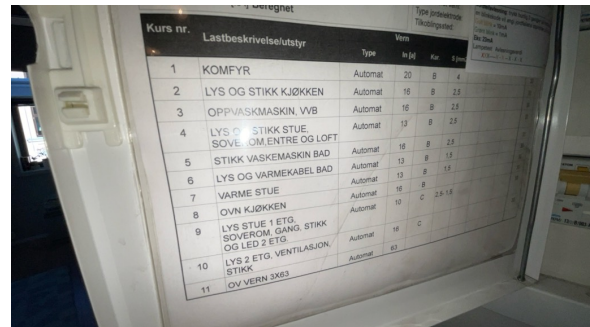 [-] Beregnet
Type jordelektrode
Tilkoblingssted:
Kurs nr. Lastbeskrivelse/utstyr Vern
Type In [a] Kar. S [mm
1 KOMFYR Automat 20 B 4
2 LYS OG STIKK KJØKKEN Automat 16 B 2,5
3 OPPVASKMASKIN, VVB Automat 16 B 2,5
4 LYS OG STIKK STUE, Automat 13 B 2,5
SOVEROM,ENTRE OG LOFT
5 STIKK VASKEMASKIN BAD Automat 16 B 2,5
6 LYS OG VARMEKABEL BAD Automat 13 B 1,5
7 VARME STUE Automat 13 B 1,5
8 OVN KJØKKEN Automat 16 B
9 LYS STUE 1 ETG, Automat 10 C 2,5- 1,5
SOVEROM, GANG. STIKK
OG LED 2 ETG.
10 LYS 2 ETG, VENTILASJON, Automat 16 C
STIKK
11 OV VERN 3X63 Automat 63